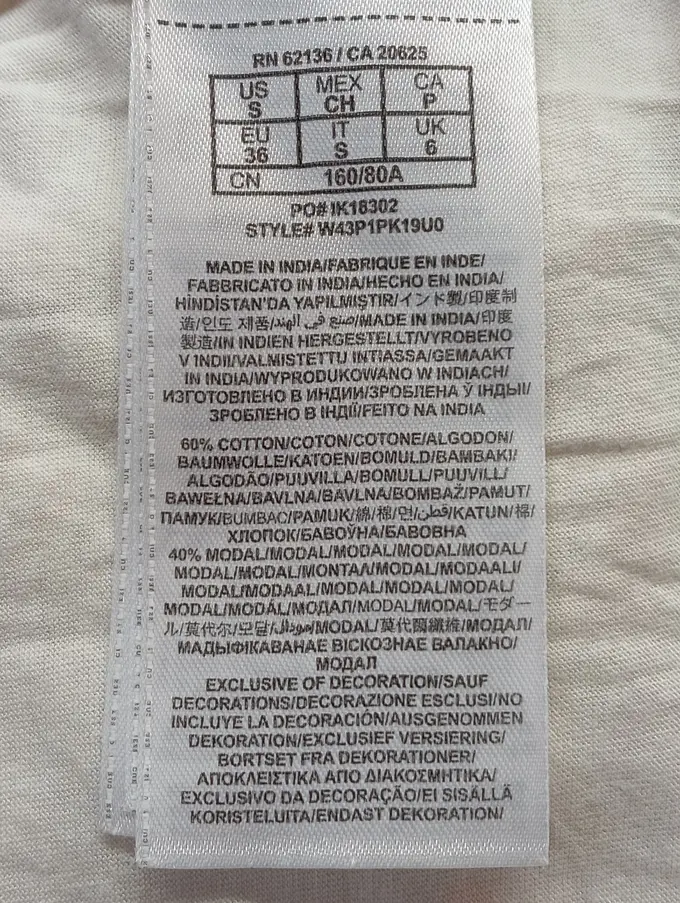 RN 62136 / CA 20625
US S MEX CH CA P
EU 36 IT S UK 6
CN 160/80A
PO# IK18302
STYLE# W43P1PK19U0
MADE IN INDIA/FABRIQUE EN INDE/
FABBRICATO IN INDIA/HECHO EN INDIA/
HİNDİSTAN'DA YAPILMIŞTIR/インド製/印度制
造/인도 제품/صنع في الهند/MADE IN INDIA/印度
製造/IN INDIEN HERGESTELLT/VYROBENO
V INDII/VALMISTETTU INTIASSA/GEMAAKT
IN INDIA/WYPRODUKOWANO W INDIACH/
ИЗГОТОВЛЕНО В ИНДИИ/ЗРОБЛЕНА Ў ІНДЫІ/
ЗРОБЛЕНО В ІНДІЇ/FEITO NA INDIA
60% COTTON/COTON/COTONE/ALGODON/
BAUMWOLLE/KATOEN/BOMULD/ΒΑΜΒΑΚΙ/
ALGODÃO/PUUVILLA/BOMULL/PUUVILL/
BAWEŁNA/BAVLNA/BAVLNA/BOMBAŽ/PAMUT/
ПАМУК/BUMBAC/PAMUK/綿/棉/면/قطن/KATUN/棉/
ХЛОПОК/БАВОЎНА/БАВОВНА
40% MODAL/MODAL/MODAL/MODAL/MODAL/
MODAL/MODAL/ΜΟΝΤΑΛ/MODAL/MODAALI/
MODAL/MODAAL/MODAL/MODAL/MODAL/
MODAL/MODÁL/МОДАЛ/MODAL/MODAL/モダー
ル/莫代尔/모달/مودال/MODAL/莫代爾纖維/МОДАЛ/
МАДЫФІКАВАНАЕ ВІСКОЗНАЕ ВАЛАКНО/
МОДАЛ
EXCLUSIVE OF DECORATION/SAUF
DECORATIONS/DECORAZIONE ESCLUSI/NO
INCLUYE LA DECORACIÓN/AUSGENOMMEN
DEKORATION/EXCLUSIEF VERSIERING/
BORTSET FRA DEKORATIONER/
ΑΠΟΚΛΕΙΣΤΙΚΑ ΑΠΟ ΔΙΑΚΟΣΜΗΤΙΚΑ/
EXCLUSIVO DA DECORAÇÃO/EI SISÄLLÄ
KORISTELUITA/ENDAST DEKORATION/